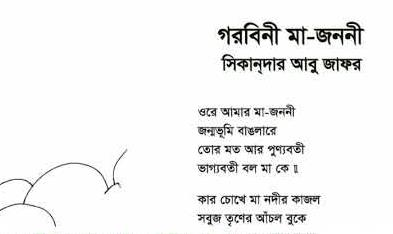 গরবিনী মা-জননী
সিকান্‌দার আবু জাফর
ওরে আমার মা-জননী
জন্মভূমি বাঙলারে
তোর মত আর পুণ্যবতী
ভাগ্যবতী বল মা কে ॥
কার চোখে মা নদীর কাজল
সবুজ তৃণের আঁচল বুকে